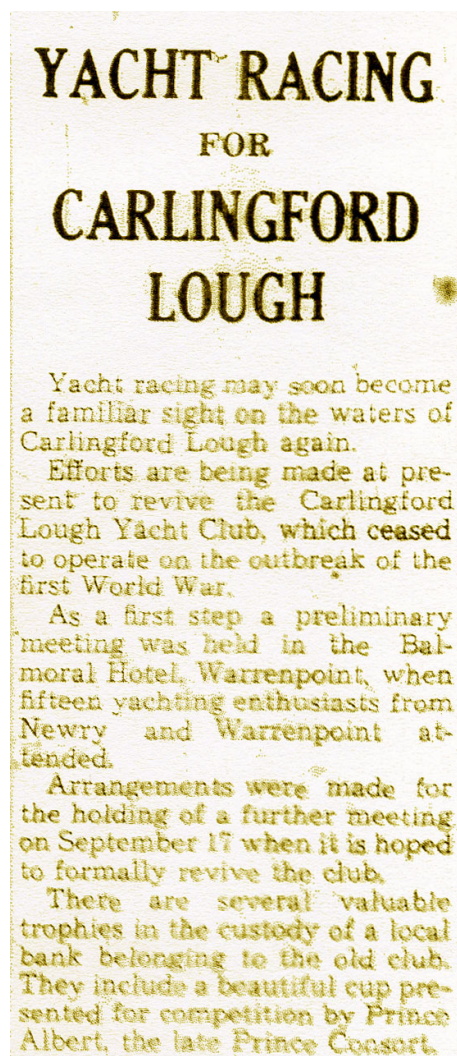 YACHT RACING
FOR
CARLINGFORD
LOUGH
Yacht racing may soon become
a familiar sight on the waters of
Carlingford Lough again.
Efforts are being made at pre-
sent to revive the Carlingford
Lough Yacht Club, which ceased
to operate on the outbreak of the
first World War.
As a first step a preliminary
meeting was held in the Bal-
moral Hotel, Warrenpoint, when
fifteen yachting enthusiasts from
Newry and Warrenpoint at-
tended.
Arrangements were made for
the holding of a further meeting
on September 17 when it is hoped
to formally revive the club.
There are several valuable
trophies in the custody of a local
bank belonging to the old club.
They include a beautiful cup pre-
sented for competition by Prince
Albert, the late Prince Consort.